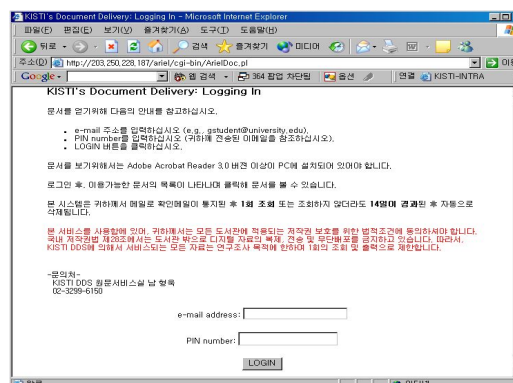 KISTI's Document Delivery: Logging In - Microsoft Internet Explorer
파일(F) 편집(E) 보기(V) 즐겨찾기(A) 도구(T) 도움말(H)
뒤로 검색 즐겨찾기 미디어
주소(D) http://203,250,228,187/ariel/cgi-bin/ArielDoc,pl
Google 웹 검색 364 팝업 차단됨 옵션 연결 KISTI-INTRA
KISTI's Document Delivery: Logging In
문서를 얻기위해 다음의 안내를 참고하십시오,
• e-mail 주소를 입력하십시오 (e,g,, gstudent@university,edu),
• PIN number를 입력하십시오 (귀하께 전송된 이메일을 참조하십시오),
• LOGIN 버튼을 클릭하십시오,
문서를 보기위해서는 Adobe Acrobat Reader 3,0 버젼 이상이 PC에 설치되어 있어야 합니다,
로그인 후, 이용가능한 문서의 목록이 나타나며 클릭해 문서를 볼 수 있습니다,
본 시스템은 귀하께서 메일로 확인메일이 통지된 후 1회 조회 또는 조회하지 않더라도 14일이 경과된 후 자동으로
삭제됩니다,
본 서비스를 사용함에 있어, 귀하께서는 모든 도서관에 적용되는 저작권 보호를 위한 법적조건에 동의하셔야 합니다,
국내 저작권법 제28조에서는 도서관 밖으로 디지털 자료의 복제, 전송 및 무단배포를 금지하고 있습니다, 따라서,
KISTI DDS에 의해서 서비스되는 모든 자료는 연구조사 목적에 한하여 1회의 조회 및 출력으로 제한합니다,
-문의처-
KISTI DDS 원문서비스실 남 형욱
02-3299-6150
e-mail address:
PIN number:
LOGIN